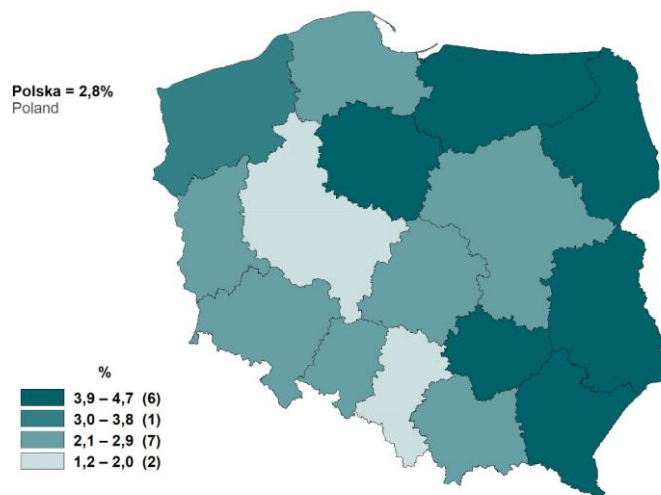 Polska = 2,8%
Poland
%
3,9 – 4,7 (6)
3,0 – 3,8 (1)
2,1 – 2,9 (7)
1,2 – 2,0 (2)